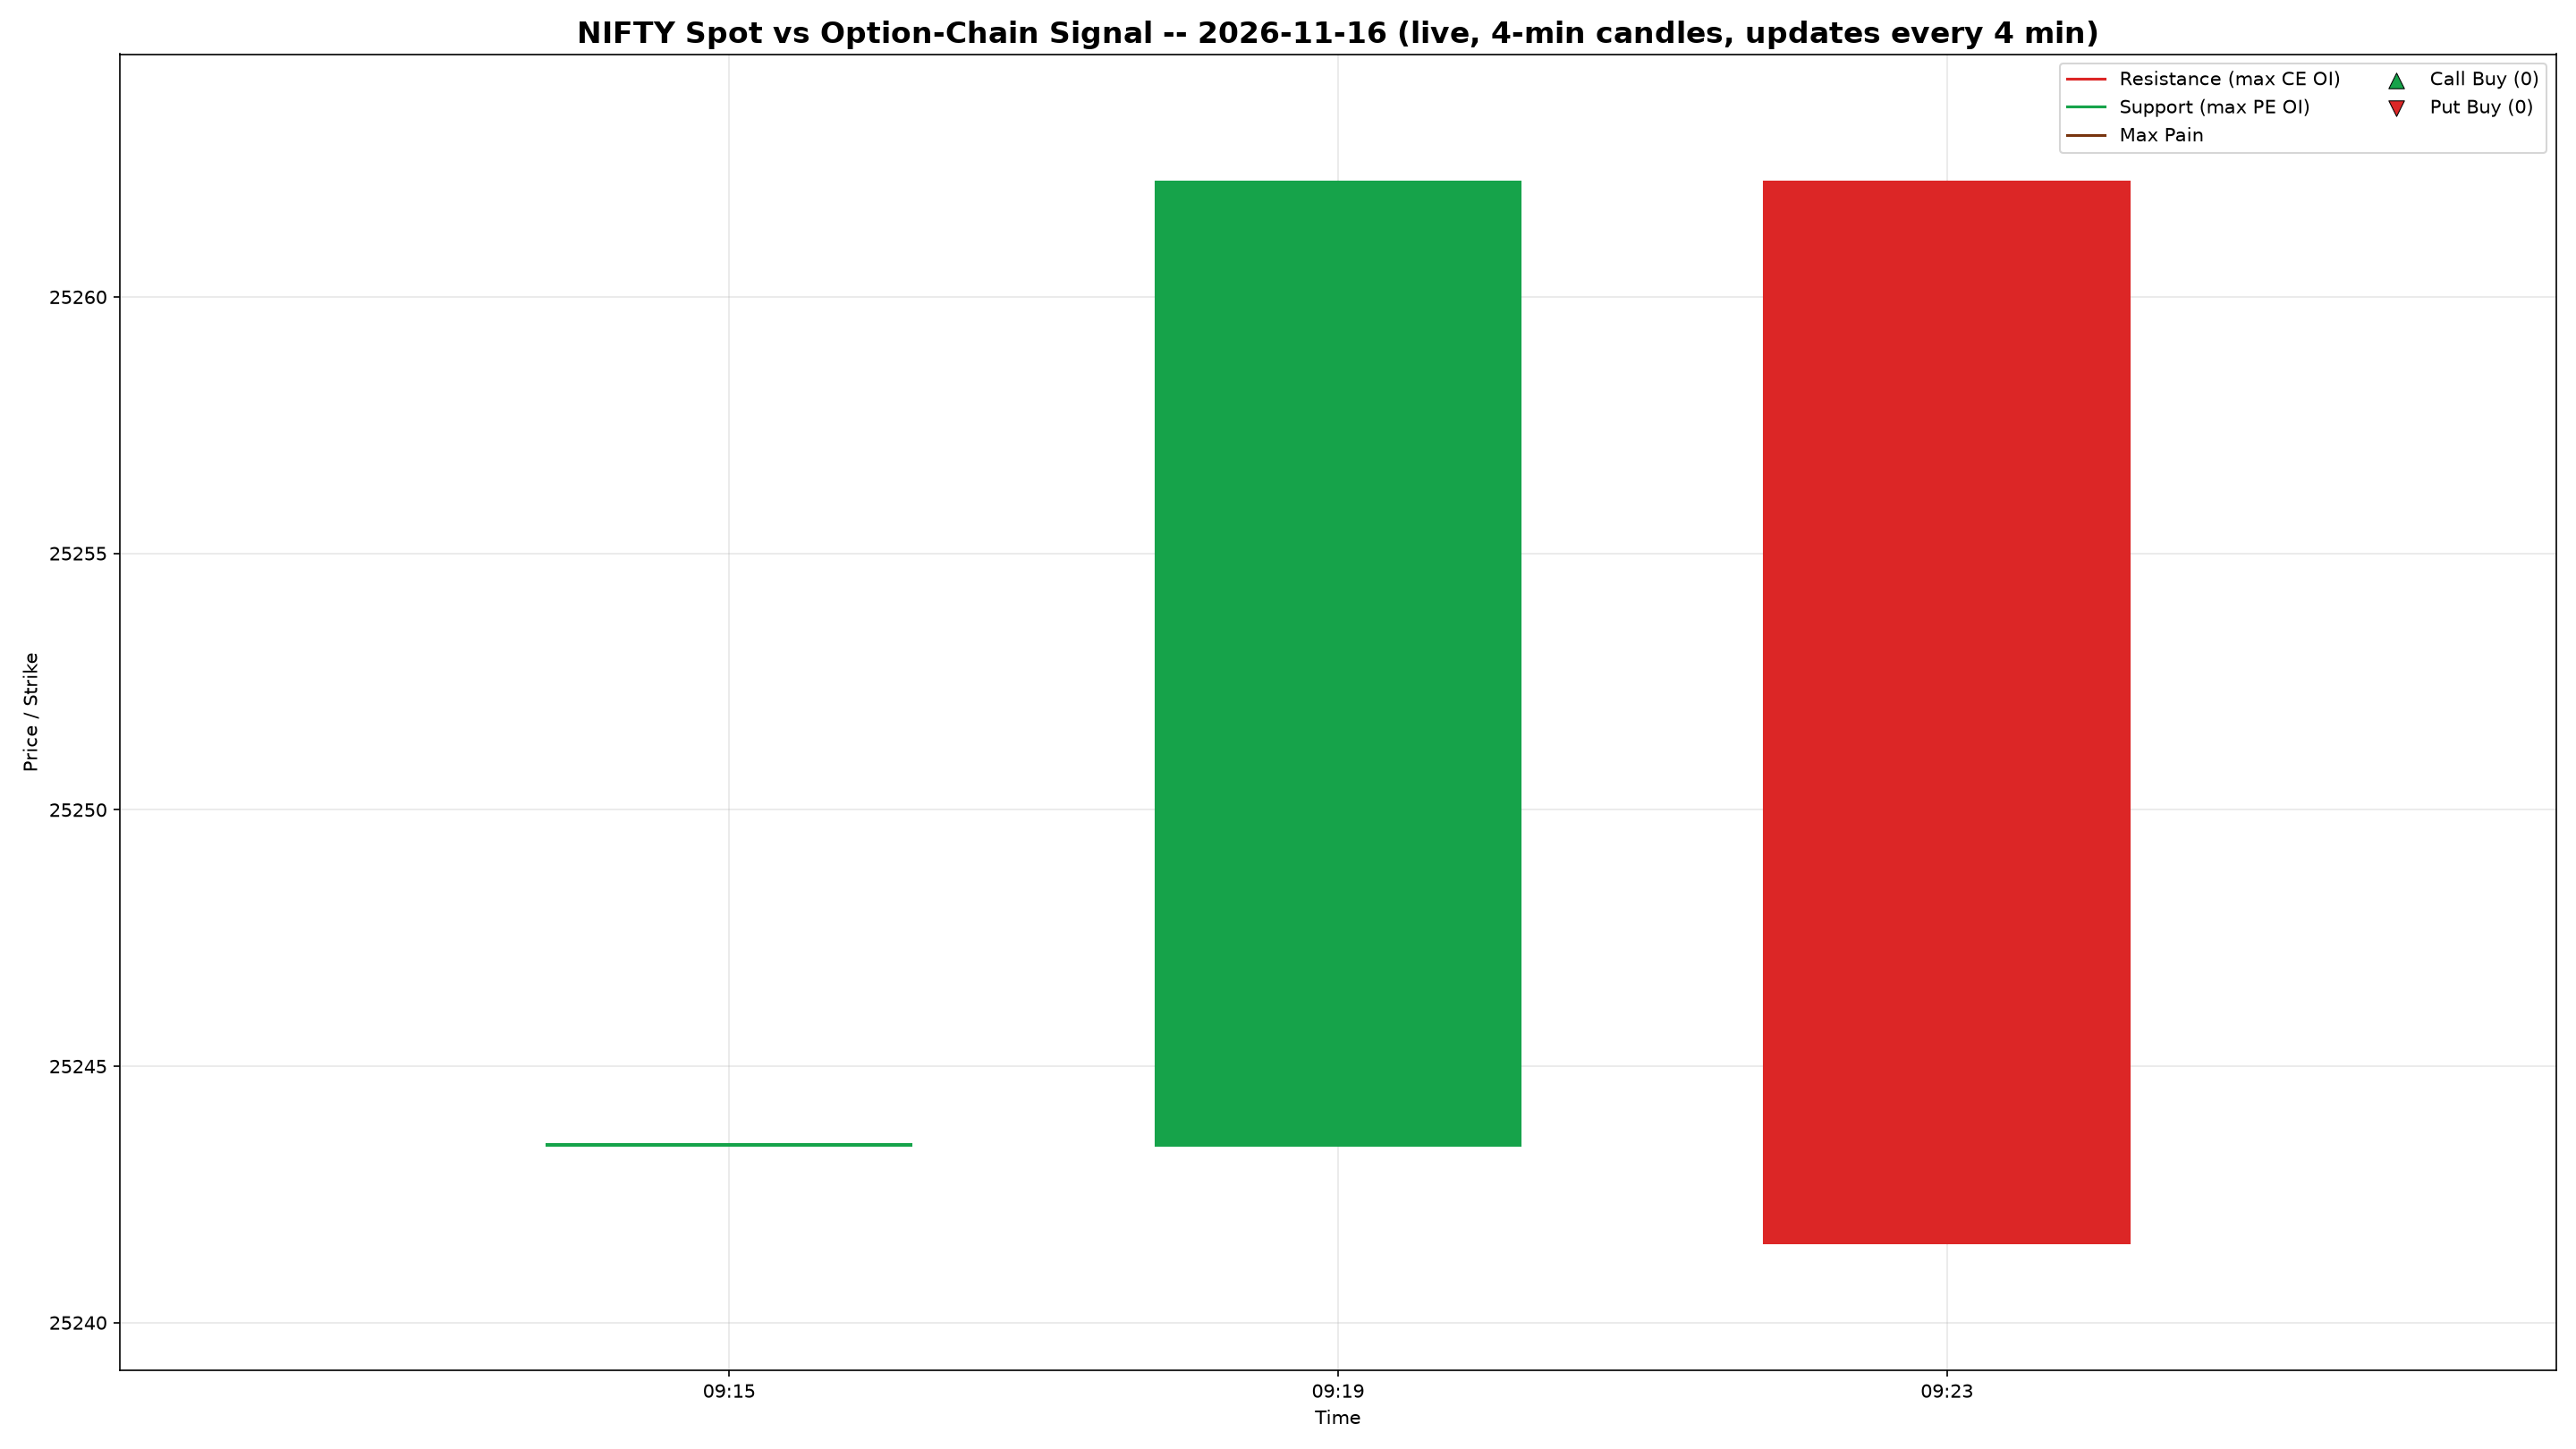 NIFTY Spot vs Option-Chain Signal -- 2026-11-16 (live, 4-min candles, updates every 4 min)
Resistance (max CE OI)
Support (max PE OI)
Max Pain
Call Buy (0)
Put Buy (0)
Price / Strike
25260
25255
25250
25245
25240
09:15
09:19
09:23
Time